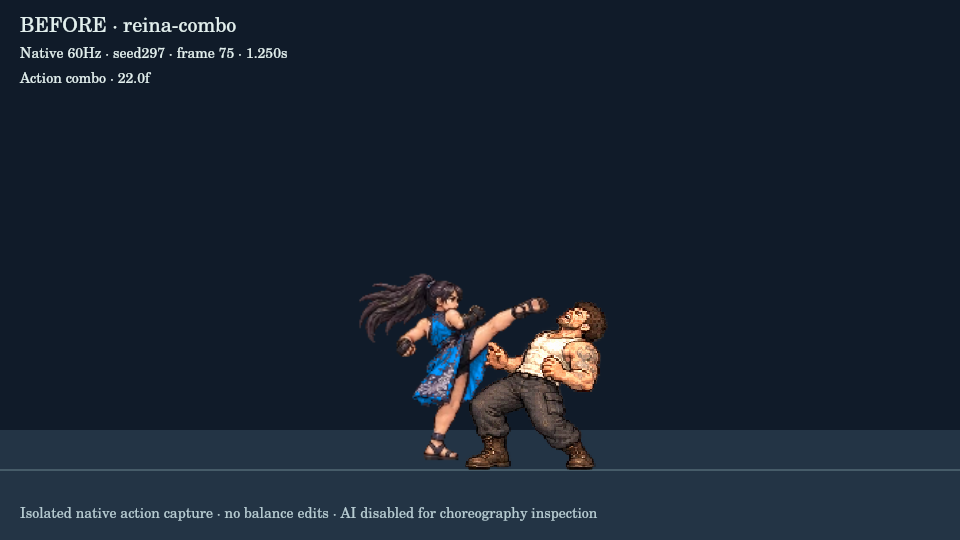 BEFORE · reina-combo
Native 60Hz · seed297 · frame 75 · 1.250s
Action combo · 22.0f
Isolated native action capture · no balance edits · AI disabled for choreography inspection